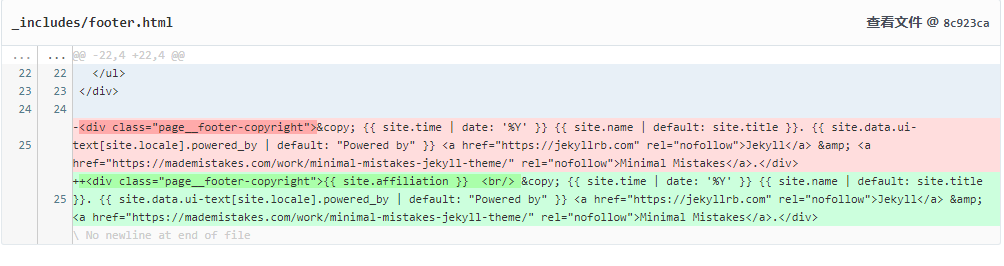 _includes/footer.html 查看文件 @ 8c923ca
... ... @@ -22,4 +22,4 @@
22 22 </ul>
23 23 </div>
24 24
25 -<div class="page__footer-copyright">&copy; {{ site.time | date: '%Y' }} {{ site.name | default: site.title }}. {{ site.data.ui-
text[site.locale].powered_by | default: "Powered by" }} <a href="https://jekyllrb.com" rel="nofollow">Jekyll</a> &amp; <a
href="https://mademistakes.com/work/minimal-mistakes-jekyll-theme/" rel="nofollow">Minimal Mistakes</a>.</div>
25 ++<div class="page__footer-copyright">{{ site.affiliation }}  <br/> &copy; {{ site.time | date: '%Y' }} {{ site.name | default: site.title
}}. {{ site.data.ui-text[site.locale].powered_by | default: "Powered by" }} <a href="https://jekyllrb.com" rel="nofollow">Jekyll</a> &amp;
<a href="https://mademistakes.com/work/minimal-mistakes-jekyll-theme/" rel="nofollow">Minimal Mistakes</a>.</div>
\ No newline at end of file